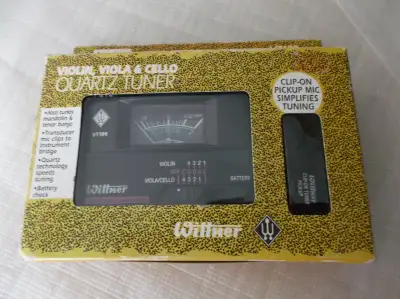 VIOLIN, VIOLA & CELLO
QUARTZ TUNER
• Also tunes
mandolin &
tenor banjo
• Transducer
mic clips to
instrument
bridge
• Quartz
technology
speeds
tuning
• Battery
check
VIOLIN 4 3 2 1
VIOLA/CELLO 4 3 2 1
BATTERY
Wittner
CLIP-ON
PICKUP MIC
SIMPLIFIES
TUNING
Wittner